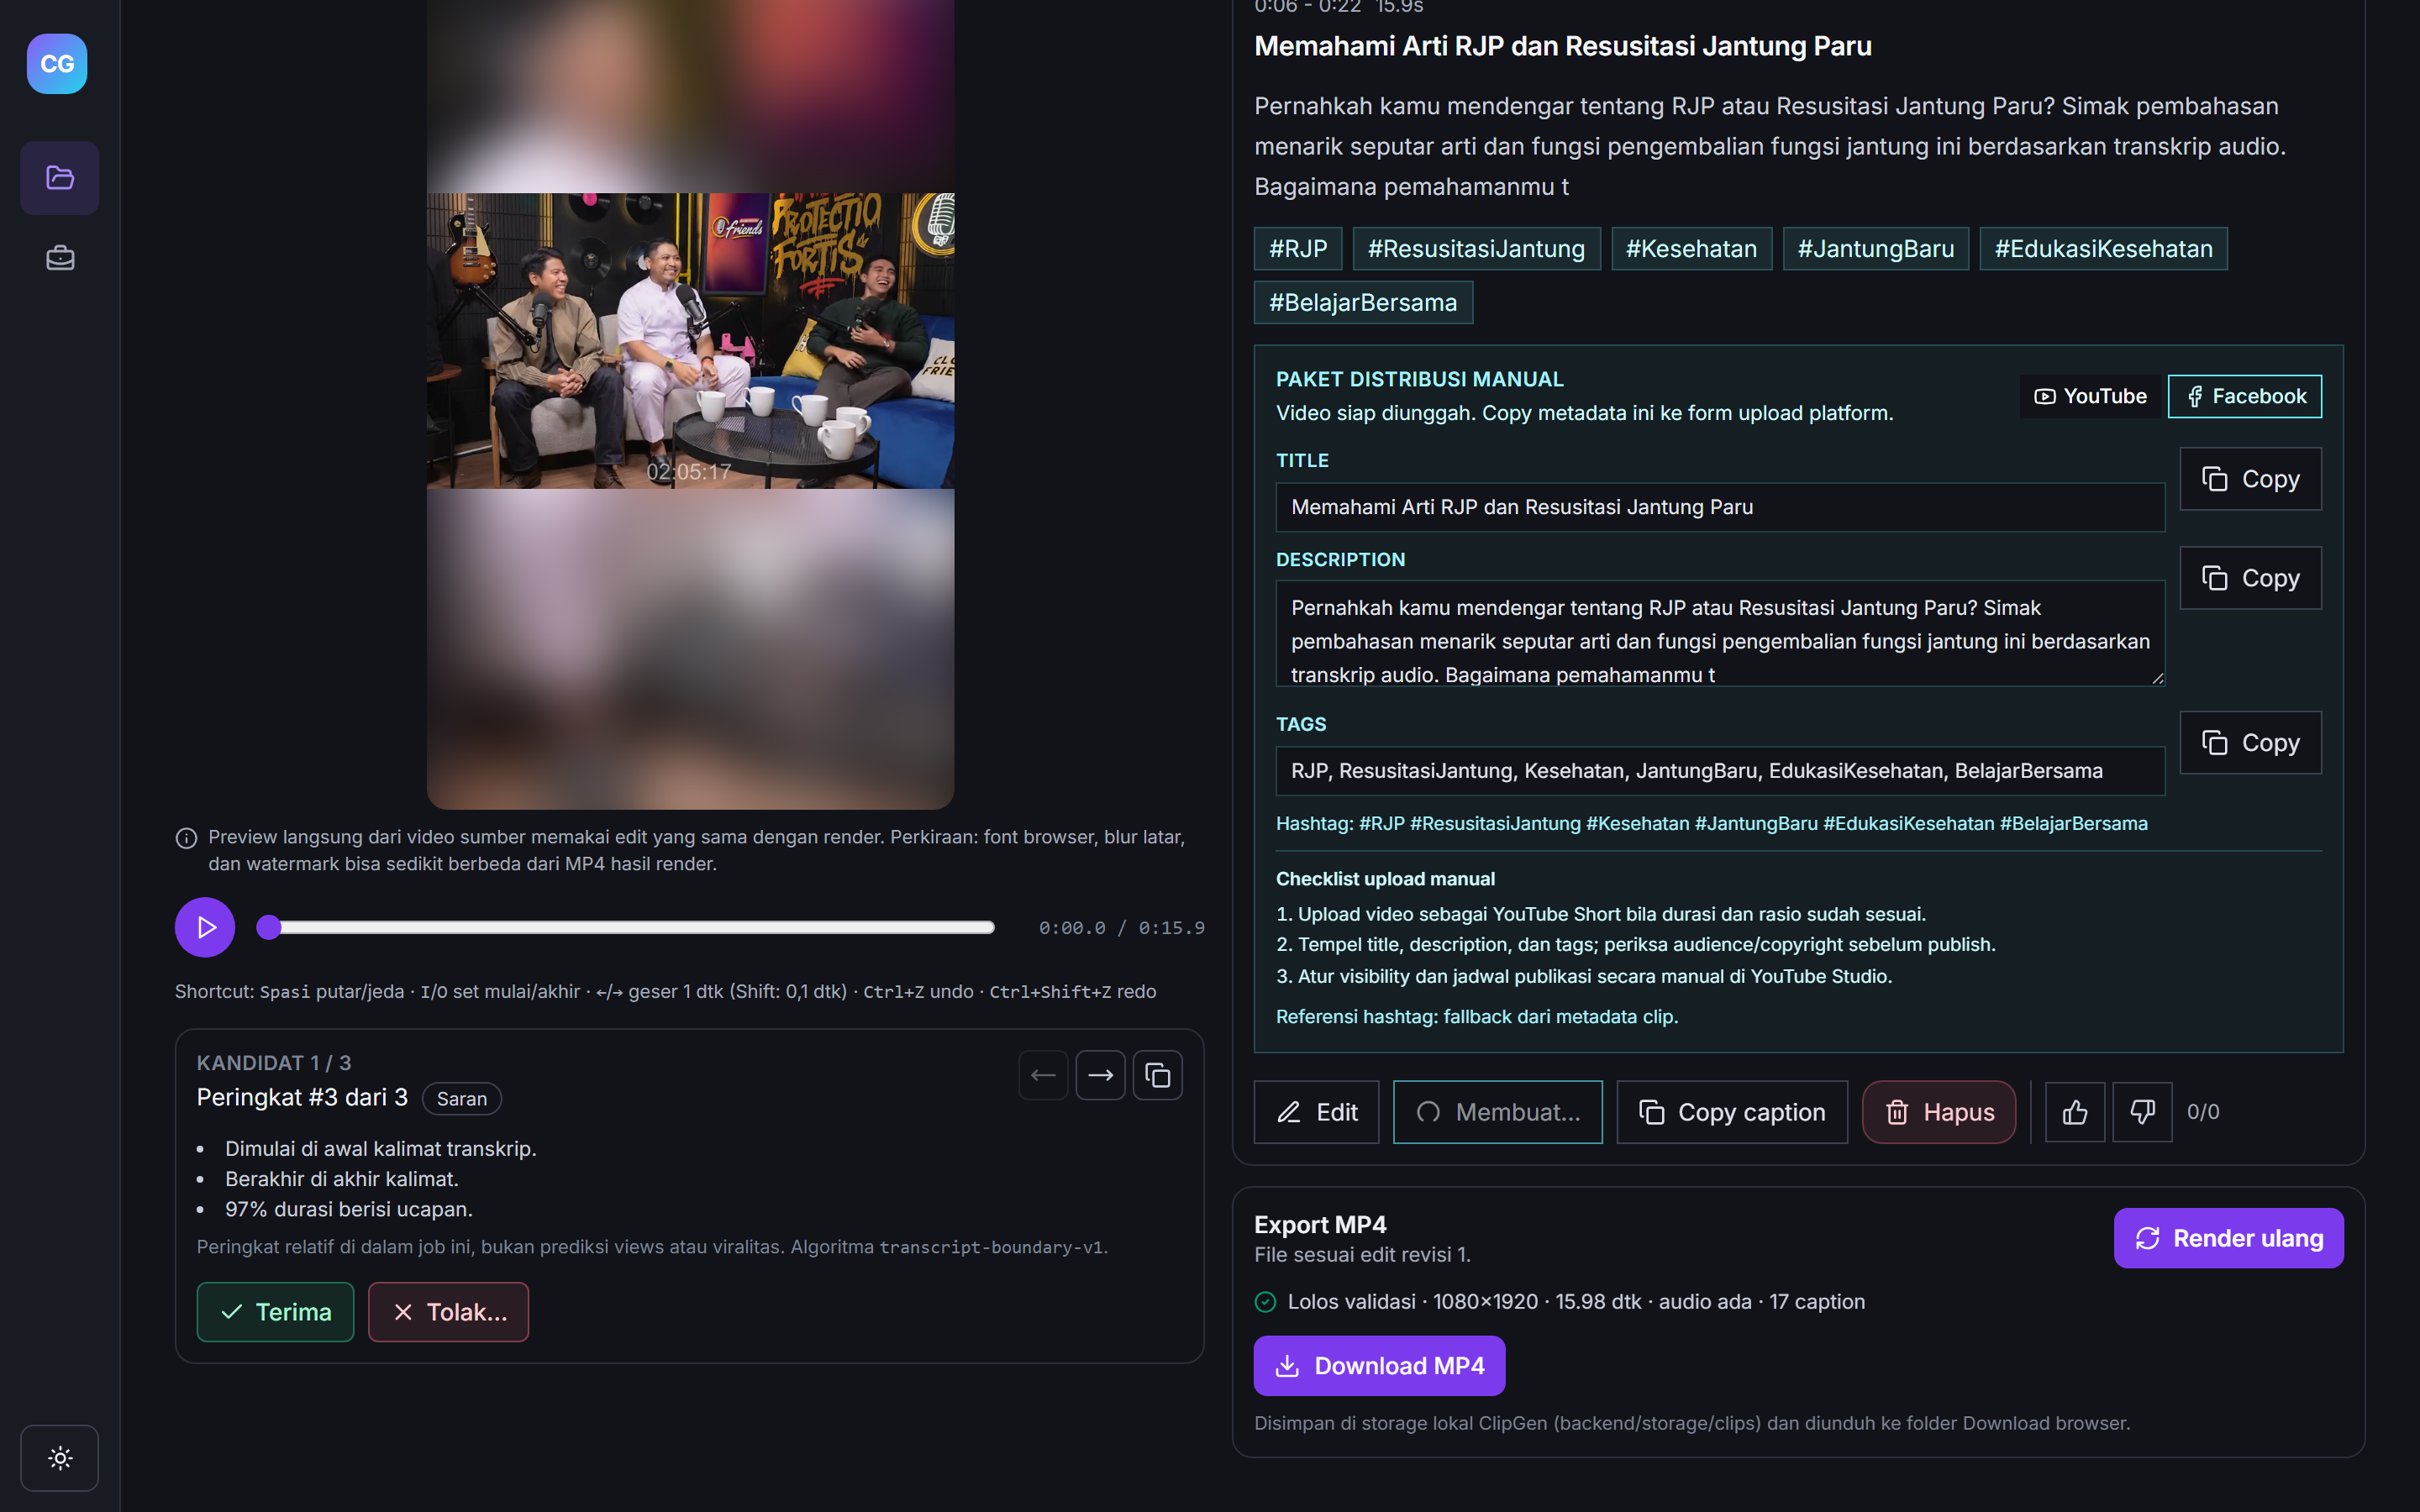 CG
friends
PROTECTIO
FORTIS
02:05:17
Preview langsung dari video sumber memakai edit yang sama dengan render. Perkiraan: font browser, blur latar,
dan watermark bisa sedikit berbeda dari MP4 hasil render.
0:00.0 / 0:15.9
Shortcut: Spasi putar/jeda · I/O set mulai/akhir · ←/→ geser 1 dtk (Shift: 0,1 dtk) · Ctrl+Z undo · Ctrl+Shift+Z redo
KANDIDAT 1 / 3
Peringkat #3 dari 3 Saran
• Dimulai di awal kalimat transkrip.
• Berakhir di akhir kalimat.
• 97% durasi berisi ucapan.
Peringkat relatif di dalam job ini, bukan prediksi views atau viralitas. Algoritma transcript-boundary-v1.
Terima Tolak...
0:06 - 0:22 15.9s
Memahami Arti RJP dan Resusitasi Jantung Paru
Pernahkah kamu mendengar tentang RJP atau Resusitasi Jantung Paru? Simak pembahasan
menarik seputar arti dan fungsi pengembalian fungsi jantung ini berdasarkan transkrip audio.
Bagaimana pemahamanmu t
#RJP #ResusitasiJantung #Kesehatan #JantungBaru #EdukasiKesehatan
#BelajarBersama
PAKET DISTRIBUSI MANUAL
Video siap diunggah. Copy metadata ini ke form upload platform.
YouTube Facebook
TITLE
Memahami Arti RJP dan Resusitasi Jantung Paru
Copy
DESCRIPTION
Pernahkah kamu mendengar tentang RJP atau Resusitasi Jantung Paru? Simak
pembahasan menarik seputar arti dan fungsi pengembalian fungsi jantung ini berdasarkan
transkrip audio. Bagaimana pemahamanmu t
Copy
TAGS
RJP, ResusitasiJantung, Kesehatan, JantungBaru, EdukasiKesehatan, BelajarBersama
Copy
Hashtag: #RJP #ResusitasiJantung #Kesehatan #JantungBaru #EdukasiKesehatan #BelajarBersama
Checklist upload manual
1. Upload video sebagai YouTube Short bila durasi dan rasio sudah sesuai.
2. Tempel title, description, dan tags; periksa audience/copyright sebelum publish.
3. Atur visibility dan jadwal publikasi secara manual di YouTube Studio.
Referensi hashtag: fallback dari metadata clip.
Edit Membuat... Copy caption Hapus 0/0
Export MP4
File sesuai edit revisi 1.
Render ulang
Lolos validasi · 1080×1920 · 15.98 dtk · audio ada · 17 caption
Download MP4
Disimpan di storage lokal ClipGen (backend/storage/clips) dan diunduh ke folder Download browser.